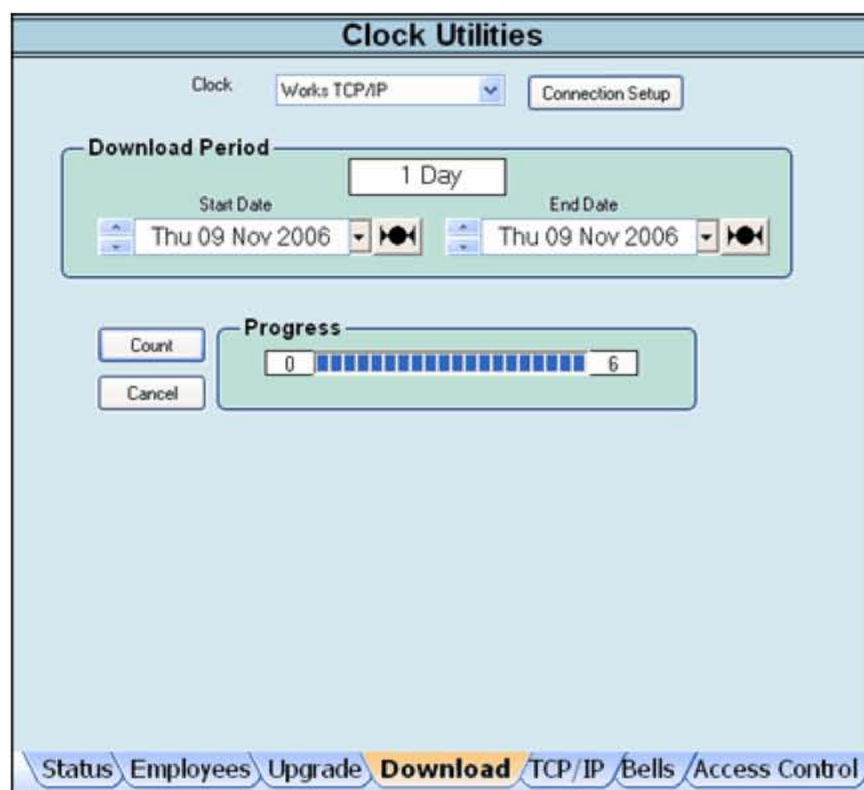 Clock Utilities
Clock Works TCP/IP Connection Setup
Download Period
1 Day
Start Date End Date
Thu 09 Nov 2006 Thu 09 Nov 2006
Progress
Count
0 6
Cancel
Status Employees Upgrade Download TCP/IP Bells Access Control